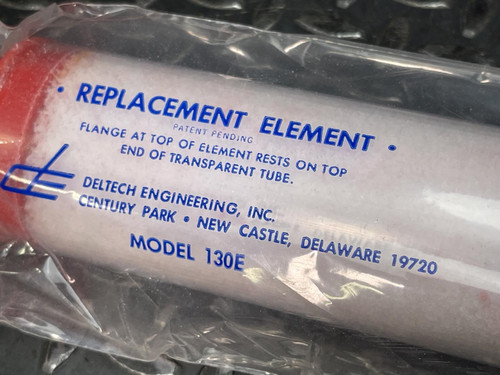 • REPLACEMENT ELEMENT •
PATENT PENDING
FLANGE AT TOP OF ELEMENT RESTS ON TOP
END OF TRANSPARENT TUBE.
DELTECH ENGINEERING, INC.
CENTURY PARK • NEW CASTLE, DELAWARE 19720
MODEL 130E